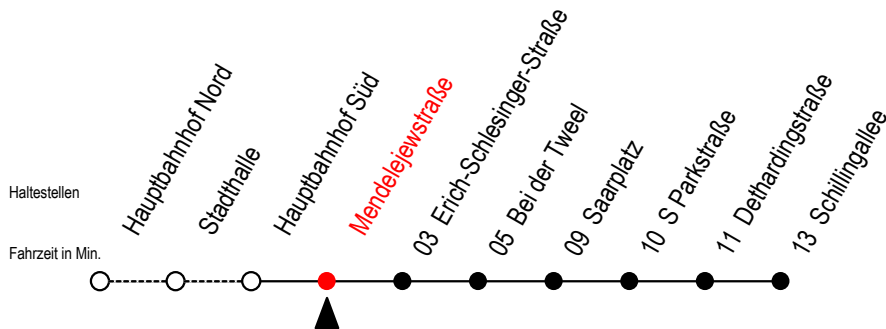 Hauptbahnhof Nord
Stadthalle
Hauptbahnhof Süd
Mendelejewstraße
03 Erich-Schlesinger-Straße
05 Bei der Tweel
09 Saarplatz
10 S Parkstraße
11 Dethardingstraße
13 Schillingallee
Haltestellen
Fahrzeit in Min.